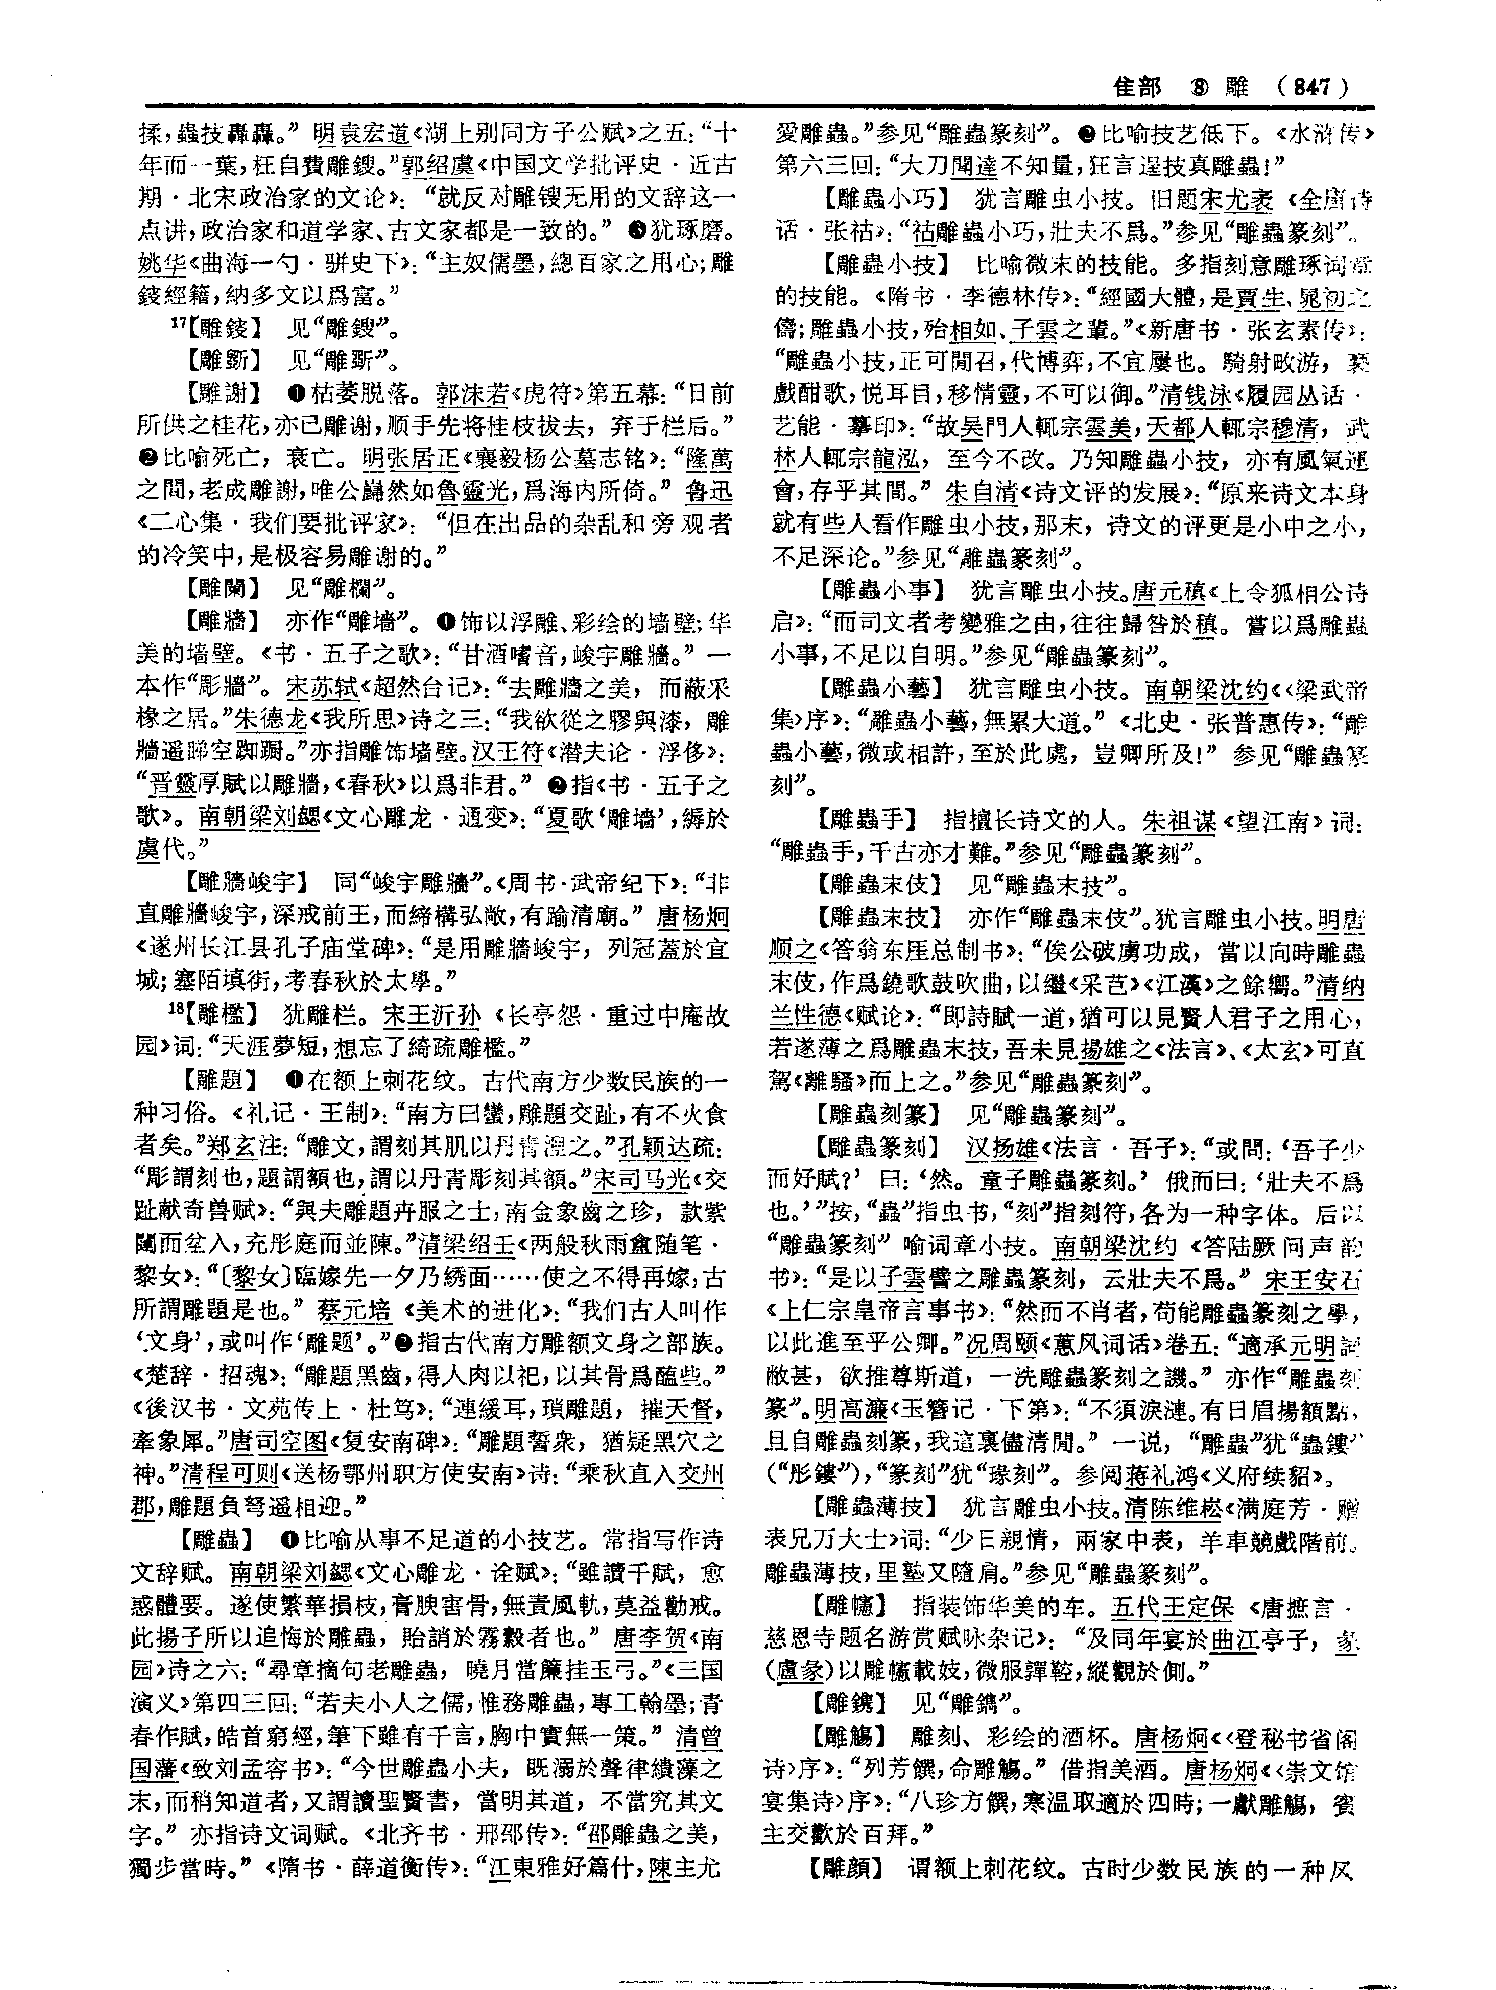 隹部 ⑧ 雕 (847)
揉，蟲技轟轟。”明袁宏道《湖上别同方子公赋》之五：“十
年而一葉，枉自費雕鎪。”郭绍虞《中国文学批评史·近古
期·北宋政治家的文论》：“就反对雕锼无用的文辞这一
点讲，政治家和道学家、古文家都是一致的。”❸犹琢磨。
姚华《曲海一勺·骈史下》：“主奴儒墨，總百家之用心；雕
鋑經籍，納多文以爲富。”
¹⁷【雕鋑】 见“雕鎪”。
【雕斵】 见“雕斲”。
【雕謝】 ❶枯萎脱落。郭沫若《虎符》第五幕：“日前
所供之桂花，亦已雕谢，顺手先将桂枝拔去，弃于栏后。”
❷比喻死亡，衰亡。明张居正《襄毅杨公墓志铭》：“隆萬
之間，老成雕謝，唯公巋然如魯靈光，爲海内所倚。”鲁迅
《二心集·我们要批评家》：“但在出品的杂乱和旁观者
的冷笑中，是极容易雕谢的。”
【雕闌】 见“雕欄”。
【雕牆】 亦作“雕墙”。❶饰以浮雕、彩绘的墙壁；华
美的墙壁。《书·五子之歌》：“甘酒嗜音，峻宇雕牆。”一
本作“彫牆”。宋苏轼《超然台记》：“去雕牆之美，而蔽采
椽之居。”朱德龙《我所思》诗之三：“我欲從之膠與漆，雕
牆遥睇空踟蹰。”亦指雕饰墙壁。汉王符《潜夫论·浮侈》：
“晋靈厚賦以雕牆，《春秋》以爲非君。”❷指《书·五子之
歌》。南朝梁刘勰《文心雕龙·通变》：“夏歌‘雕墙’，縟於
虞代。”
【雕牆峻宇】 同“峻宇雕牆”。《周书·武帝纪下》：“非
直雕牆峻宇，深戒前王，而締構弘敞，有踰清廟。”唐杨炯
《遂州长江县孔子庙堂碑》：“是用雕牆峻宇，列冠蓋於宣
城；塞陌填街，考春秋於太學。”
¹⁸【雕檻】 犹雕栏。宋王沂孙《长亭怨·重过中庵故
园》词：“天涯夢短，想忘了綺疏雕檻。”
【雕題】 ❶在额上刺花纹。古代南方少数民族的一
种习俗。《礼记·王制》：“南方曰蠻，雕題交趾，有不火食
者矣。”郑玄注：“雕文，謂刻其肌以丹青涅之。”孔颖达疏：
“彫謂刻也，題謂額也，謂以丹青彫刻其額。”宋司马光《交
趾献奇兽赋》：“與夫雕題卉服之士，南金象齒之珍，款紫
闥而坌入，充彤庭而並陳。”清梁绍壬《两般秋雨盦随笔·
黎女》：“〔黎女〕臨嫁先一夕乃綉面……使之不得再嫁；古
所謂雕題是也。”蔡元培《美术的进化》：“我们古人叫作
‘文身’，或叫作‘雕题’。”❷指古代南方雕额文身之部族。
《楚辞·招魂》：“雕題黑齒，得人肉以祀，以其骨爲醢些。”
《後汉书·文苑传上·杜笃》：“連緩耳，瑣雕題，摧天督，
牽象犀。”唐司空图《复安南碑》：“雕題誓衆，猶疑黑穴之
神。”清程可则《送杨鄂州职方使安南》诗：“乘秋直入交州
郡，雕題負弩遥相迎。”
【雕蟲】 ❶比喻从事不足道的小技艺。常指写作诗
文辞赋。南朝梁刘勰《文心雕龙·诠赋》：“雖讀千賦，愈
惑體要。遂使繁華損枝，膏腴害骨，無貴風軌，莫益勸戒。
此揚子所以追悔於雕蟲，貽誚於霧縠者也。”唐李贺《南
园》诗之六：“尋章摘句老雕蟲，曉月當簾挂玉弓。”《三国
演义》第四三回：“若夫小人之儒，惟務雕蟲，專工翰墨；青
春作賦，皓首窮經，筆下雖有千言，胸中實無一策。”清曾
国藩《致刘孟容书》：“今世雕蟲小夫，既溺於聲律繢藻之
末，而稍知道者，又謂讀聖賢書，當明其道，不當究其文
字。”亦指诗文词赋。《北齐书·邢邵传》：“邵雕蟲之美，
獨步當時。”《隋书·薛道衡传》：“江東雅好篇什，陳主尤
愛雕蟲。”参见“雕蟲篆刻”。❷比喻技艺低下。《水浒传》
第六三回：“大刀聞達不知量，狂言逞技真雕蟲！”
【雕蟲小巧】 犹言雕虫小技。旧题宋尤袤《全唐诗
话·张祜》：“祜雕蟲小巧，壯夫不爲。”参见“雕蟲篆刻”。
【雕蟲小技】 比喻微末的技能。多指刻意雕琢词章
的技能。《隋书·李德林传》：“經國大體，是賈生、晁初之
儔；雕蟲小技，殆相如、子雲之輩。”《新唐书·张玄素传》：
“雕蟲小技，正可閒召，代博弈，不宜屢也。騎射畋游，褻
戲酣歌，悦耳目，移情靈，不可以御。”清钱泳《履园丛话·
艺能·摹印》：“故吴門人輒宗雲美，天都人輒宗穆清，武
林人輒宗龍泓，至今不改。乃知雕蟲小技，亦有風氣運
會，存乎其間。”朱自清《诗文评的发展》：“原来诗文本身
就有些人看作雕虫小技，那末，诗文的评更是小中之小，
不足深论。”参见“雕蟲篆刻”。
【雕蟲小事】 犹言雕虫小技。唐元稹《上令狐相公诗
启》：“而司文者考變雅之由，往往歸咎於稹。嘗以爲雕蟲
小事，不足以自明。”参见“雕蟲篆刻”。
【雕蟲小藝】 犹言雕虫小技。南朝梁沈约《〈梁武帝
集〉序》：“雕蟲小藝，無累大道。”《北史·张普惠传》：“雕
蟲小藝，微或相許，至於此處，豈卿所及！”参见“雕蟲篆
刻”。
【雕蟲手】 指擅长诗文的人。朱祖谋《望江南》词：
“雕蟲手，千古亦才難。”参见“雕蟲篆刻”。
【雕蟲末伎】 见“雕蟲末技”。
【雕蟲末技】 亦作“雕蟲末伎”。犹言雕虫小技。明唐
顺之《答翁东厓总制书》：“俟公破虜功成，當以向時雕蟲
末伎，作爲鐃歌鼓吹曲，以繼《采芑》《江漢》之餘響。”清纳
兰性德《赋论》：“即詩賦一道，猶可以見賢人君子之用心，
若遂薄之爲雕蟲末技，吾未見揚雄之《法言》、《太玄》可直
駕《離騷》而上之。”参见“雕蟲篆刻”。
【雕蟲刻篆】 见“雕蟲篆刻”。
【雕蟲篆刻】 汉扬雄《法言·吾子》：“或問：‘吾子少
而好賦？’曰：‘然。童子雕蟲篆刻。’俄而曰：‘壯夫不爲
也。’”按，“蟲”指虫书，“刻”指刻符，各为一种字体。后以
“雕蟲篆刻”喻词章小技。南朝梁沈约《答陆厥问声韵
书》：“是以子雲譬之雕蟲篆刻，云壯夫不爲。”宋王安石
《上仁宗皇帝言事书》：“然而不肖者，苟能雕蟲篆刻之學，
以此進至乎公卿。”况周颐《蕙风词话》卷五：“適承元明詞
敝甚，欲推尊斯道，一洗雕蟲篆刻之譏。”亦作“雕蟲刻
篆”。明高濂《玉簪记·下第》：“不須淚漣。有日眉揚額點，
且自雕蟲刻篆，我這裏儘清閒。”一说，“雕蟲”犹“蟲鏤”
（“彤鏤”），“篆刻”犹“瑑刻”。参阅蒋礼鸿《义府续貂》。
【雕蟲薄技】 犹言雕虫小技。清陈维崧《满庭芳·赠
表兄万大士》词：“少日親情，兩家中表，羊車競戲階前。
雕蟲薄技，里塾又隨肩。”参见“雕蟲篆刻”。
【雕幰】 指装饰华美的车。五代王定保《唐摭言·
慈恩寺题名游赏赋咏杂记》：“及同年宴於曲江亭子，彖
（盧彖）以雕幰載妓，微服嚲鞚，縱觀於側。”
【雕鎸】 见“雕鐫”。
【雕觴】 雕刻、彩绘的酒杯。唐杨炯《〈登秘书省阁
诗〉序》：“列芳饌，命雕觴。”借指美酒。唐杨炯《〈崇文馆
宴集诗〉序》：“八珍方饌，寒温取適於四時；一獻雕觴，賓
主交歡於百拜。”
【雕顔】 谓额上刺花纹。古时少数民族的一种风